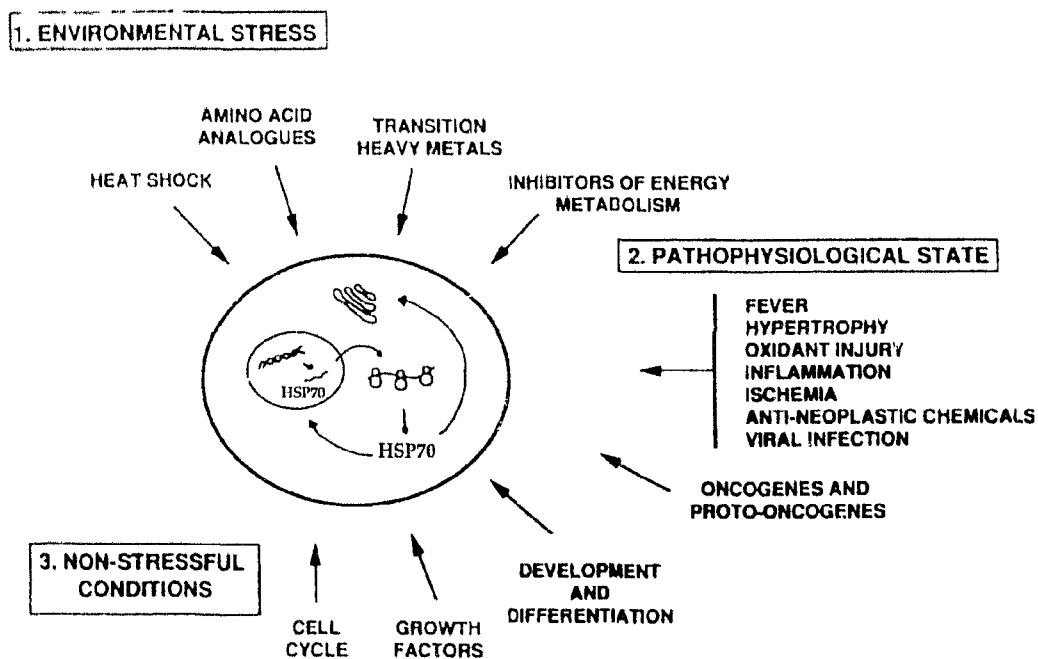 1. ENVIRONMENTAL STRESS
AMINO ACID
ANALOGUES
TRANSITION
HEAVY METALS
HEAT SHOCK
INHIBITORS OF ENERGY
METABOLISM
2. PATHOPHYSIOLOGICAL STATE
FEVER
HYPERTROPHY
OXIDANT INJURY
INFLAMMATION
ISCHEMIA
ANTI-NEOPLASTIC CHEMICALS
VIRAL INFECTION
HSP70
HSP70
ONCOGENES AND
PROTO-ONCOGENES
3. NON-STRESSFUL
CONDITIONS
DEVELOPMENT
AND
DIFFERENTIATION
CELL
CYCLE
GROWTH
FACTORS